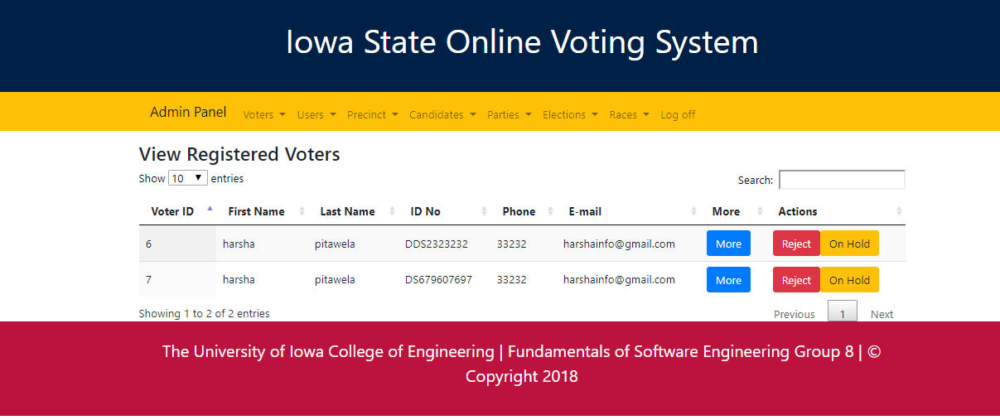 Iowa State Online Voting System
Admin Panel Voters Users Precinct Candidates Parties Elections Races Log off
View Registered Voters
Show 10 entries Search:
Voter ID First Name Last Name ID No Phone E-mail More Actions
6 harsha pitawela DDS2323232 33232 harshainfo@gmail.com More Reject On Hold
7 harsha pitawela DS679607697 33232 harshainfo@gmail.com More Reject On Hold
Showing 1 to 2 of 2 entries Previous 1 Next
The University of Iowa College of Engineering | Fundamentals of Software Engineering Group 8 | ©
Copyright 2018